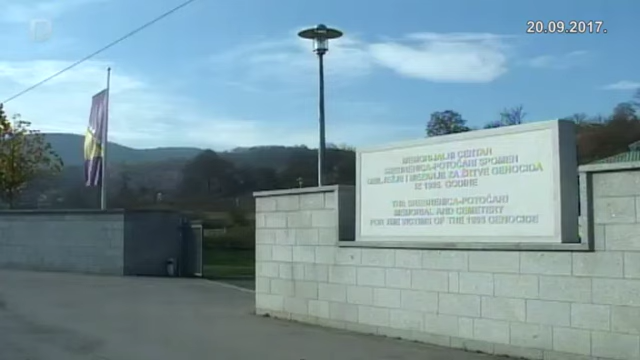 20.09.2017.
MEMORIJALNI CENTAR
SREBRENICA-POTOČARI SPOMEN
OBILJEŽJE I MEZARJE ZA ŽRTVE GENOCIDA
IZ 1995. GODINE
THE SREBRENICA-POTOČARI
MEMORIAL AND CEMETERY
FOR THE VICTIMS OF THE 1995 GENOCIDE